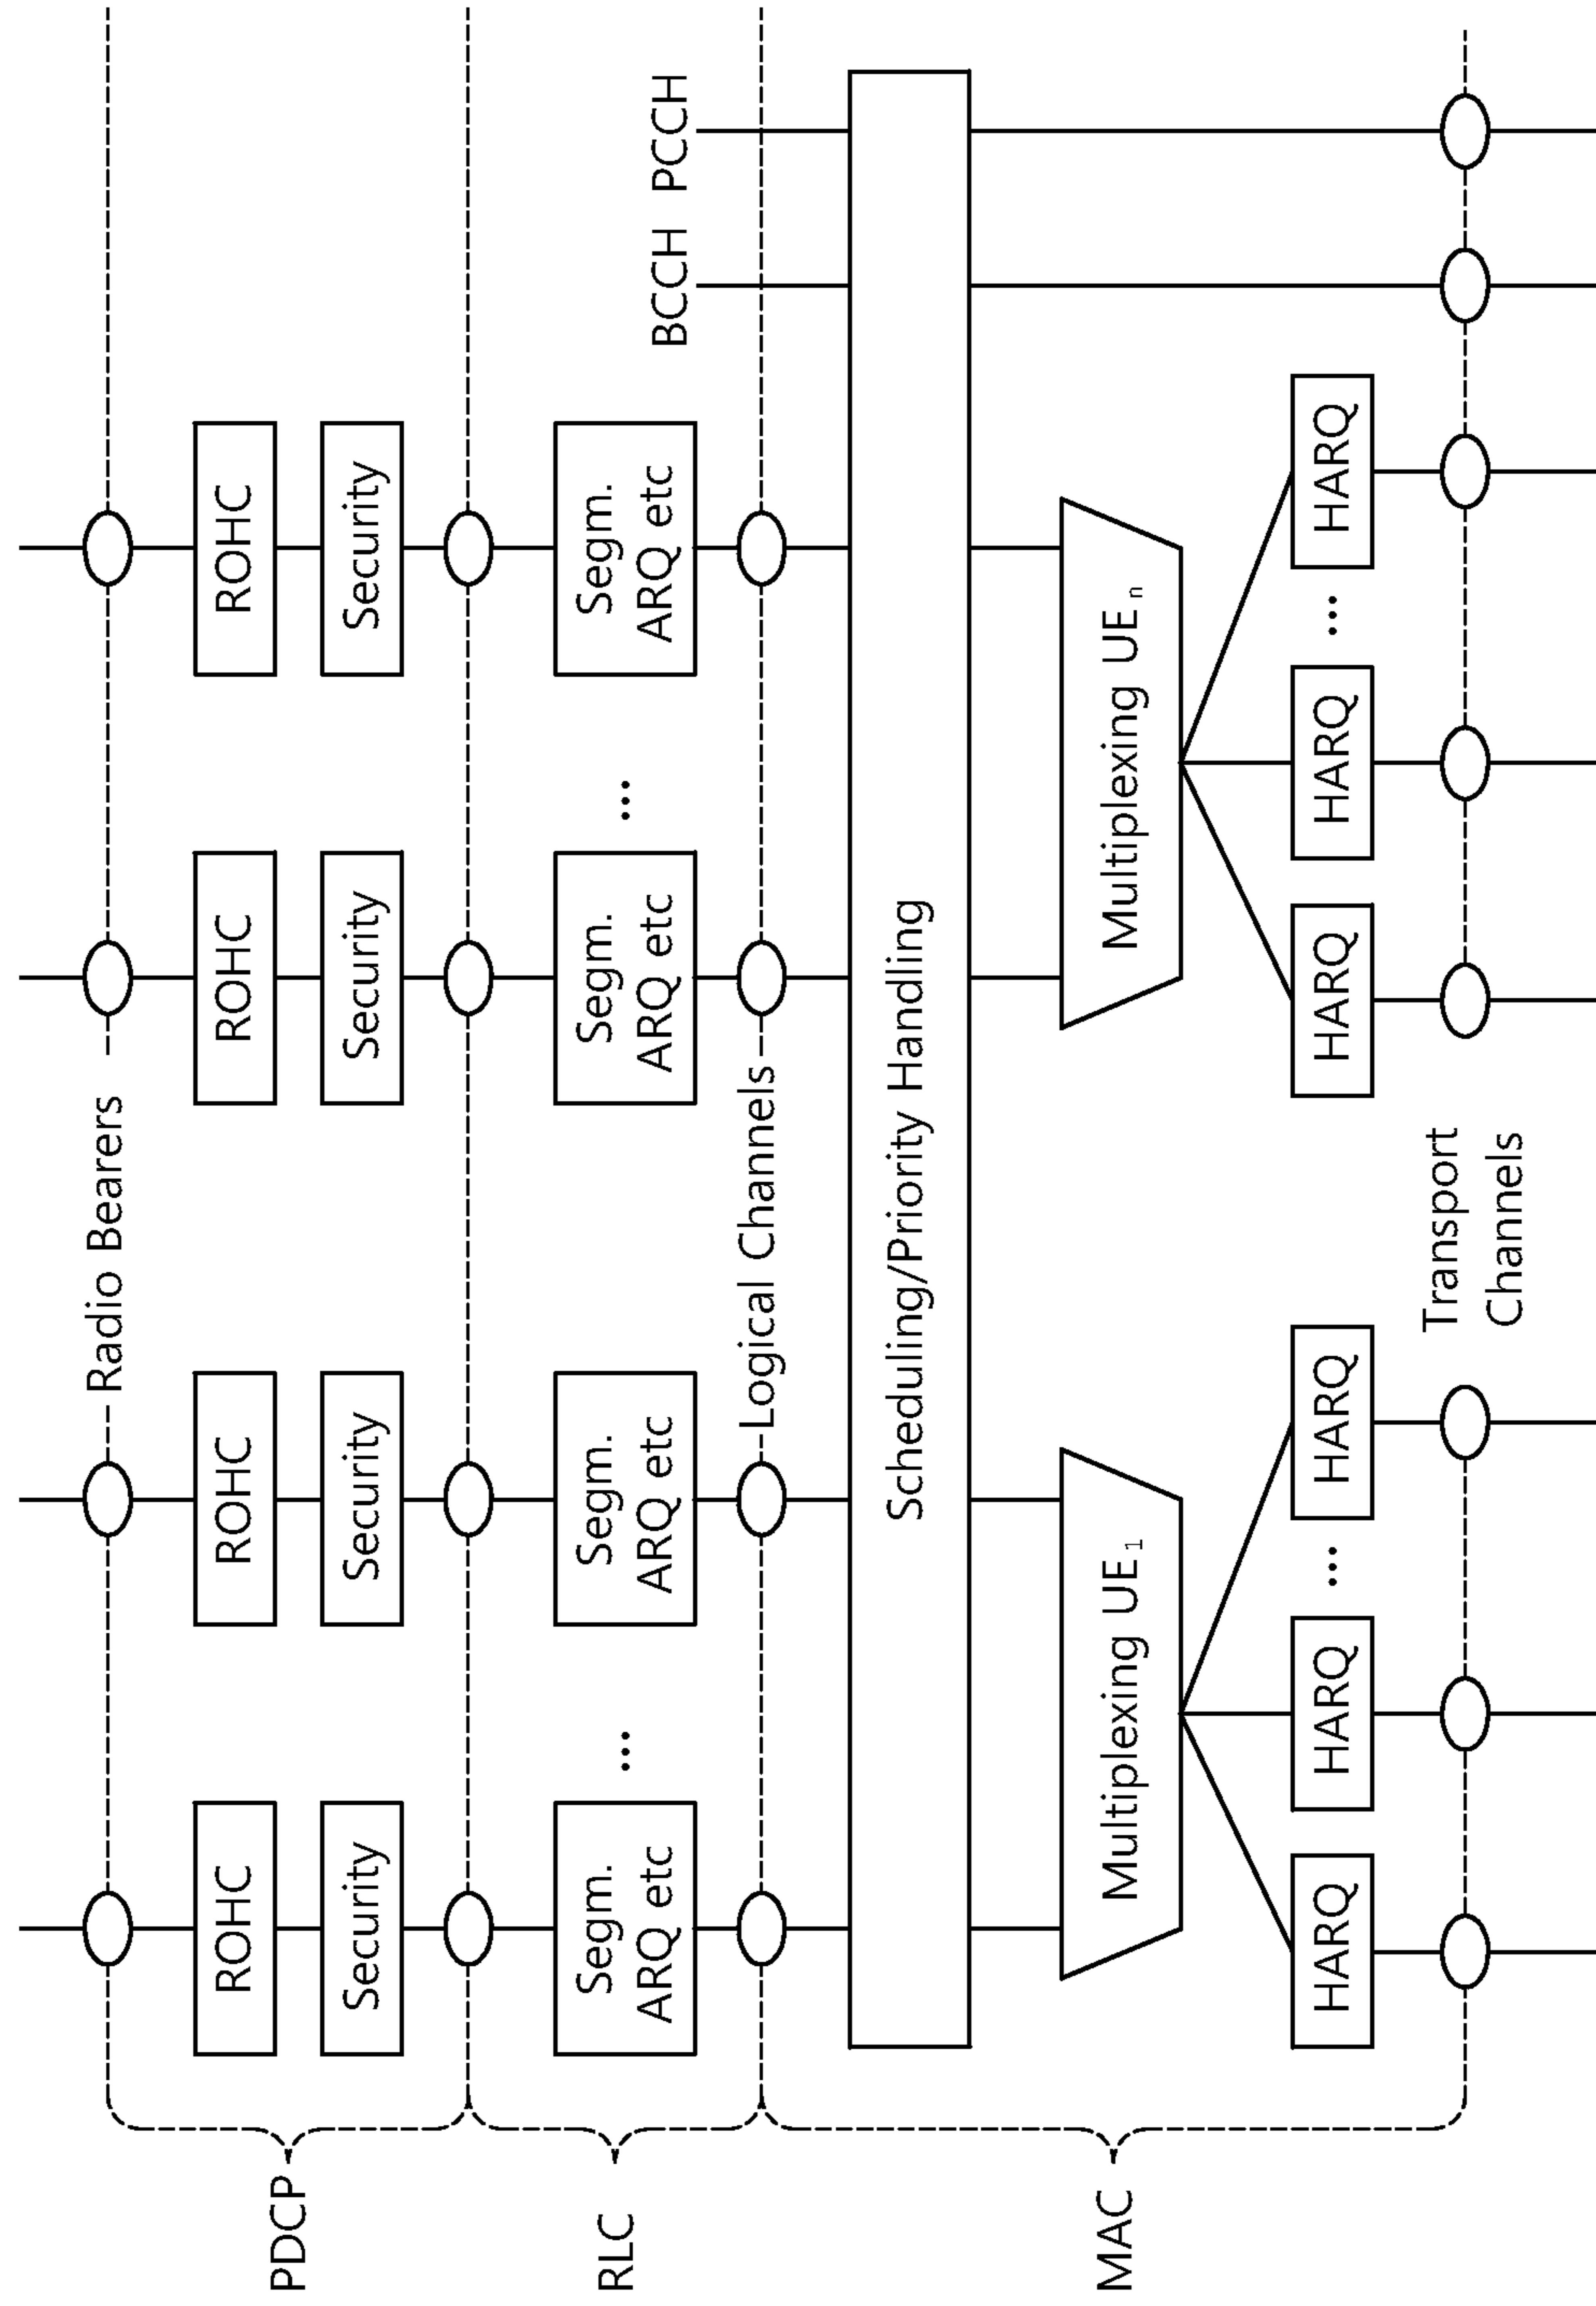 Radio Bearers
PDCP
ROHC
ROHC
ROHC
ROHC
Security
Security
Security
Security
RLC
Segm.
ARQ etc
...
Segm.
ARQ etc
Segm.
ARQ etc
...
Segm.
ARQ etc
BCCH
PCCH
Logical Channels
Scheduling/Priority Handling
MAC
Multiplexing UE₁
Multiplexing UEₙ
HARQ
HARQ
...
HARQ
HARQ
HARQ
...
HARQ
Transport
Channels